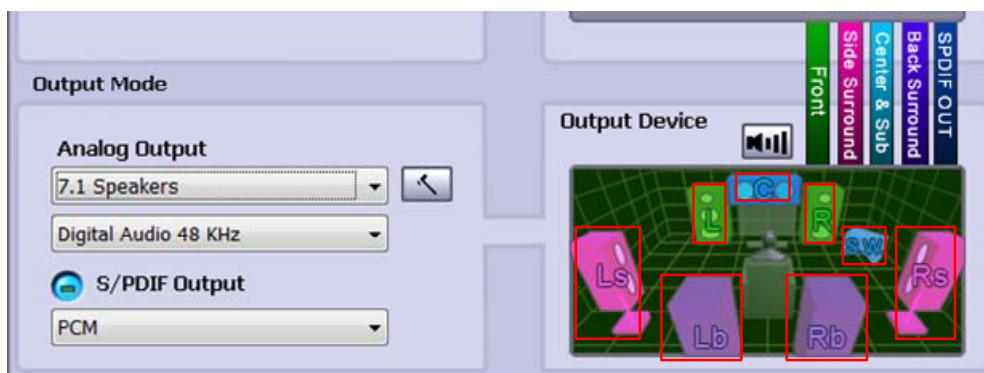 Output Mode
Analog Output
7.1 Speakers
Digital Audio 48 KHz
S/PDIF Output
PCM
Front
Side Surround
Center & Sub
Back Surround
SPDIF OUT
Output Device
L
C
R
S.W
Ls
Rs
Lb
Rb